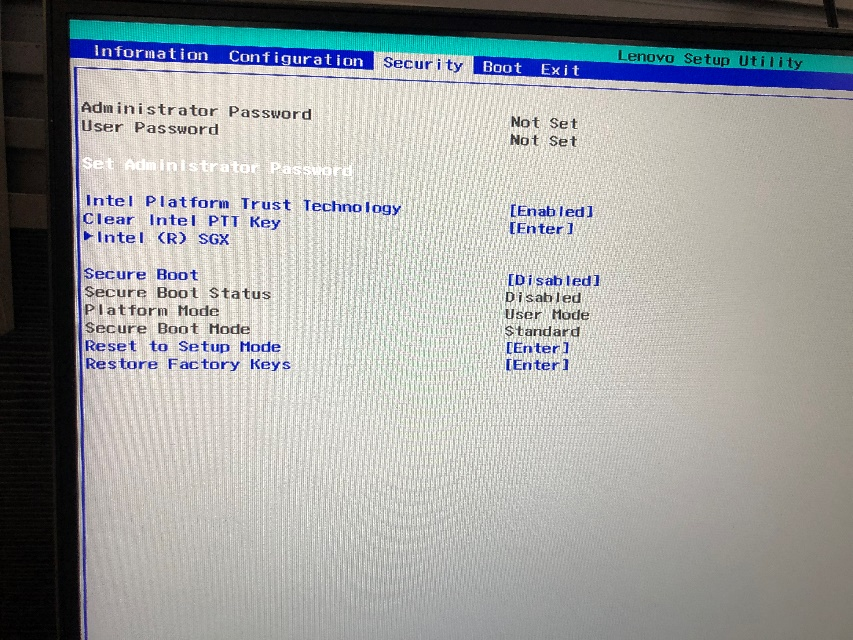 Lenovo Setup Utility
Information Configuration Security Boot Exit
Administrator Password Not Set
User Password Not Set
Set Administrator Password
Intel Platform Trust Technology [Enabled]
Clear Intel PTT Key [Enter]
▶Intel (R) SGX
Secure Boot [Disabled]
Secure Boot Status Disabled
Platform Mode User Mode
Secure Boot Mode Standard
Reset to Setup Mode [Enter]
Restore Factory Keys [Enter]